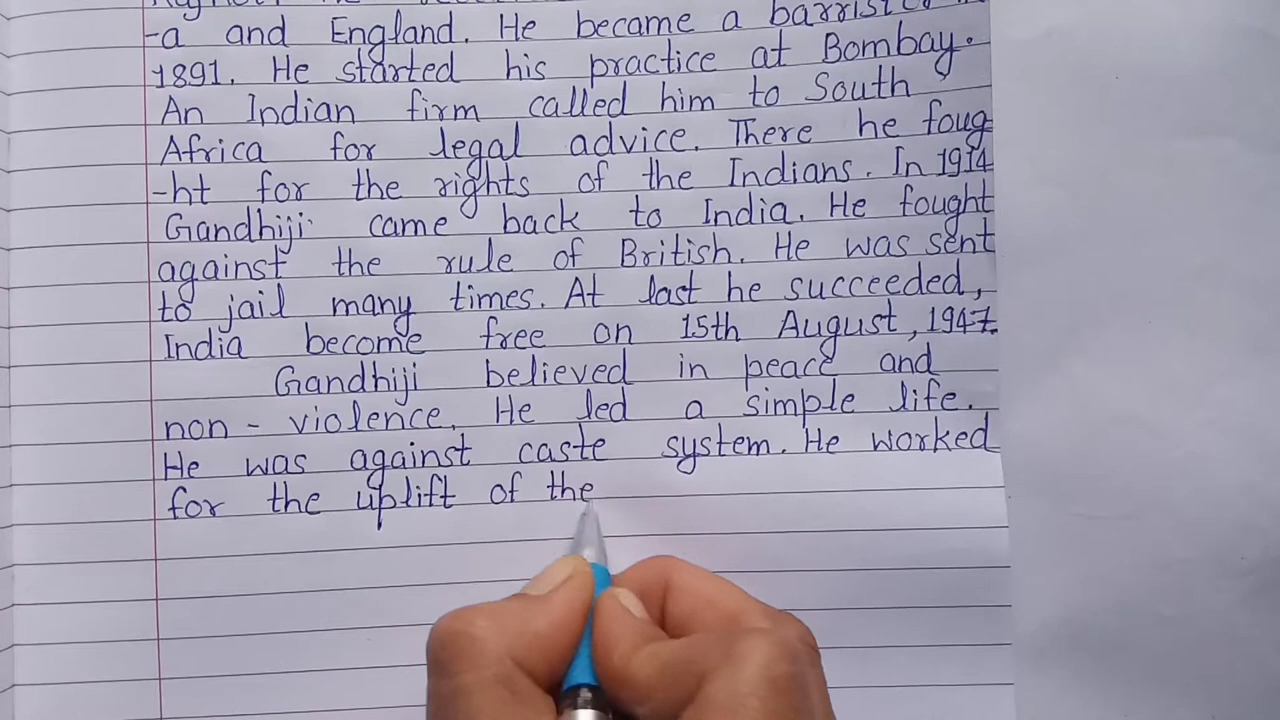 -a and England. He became a barrister in
1891. He started his practice at Bombay.
An Indian firm called him to South
Africa for legal advice. There he foug
-ht for the rights of the Indians. In 1914
Gandhiji came back to India. He fought
against the rule of British. He was sent
to jail many times. At last he succeeded,
India become free on 15th August, 1947.
Gandhiji believed in peace and
non - violence. He led a simple life.
He was against caste system. He worked
for the uplift of the